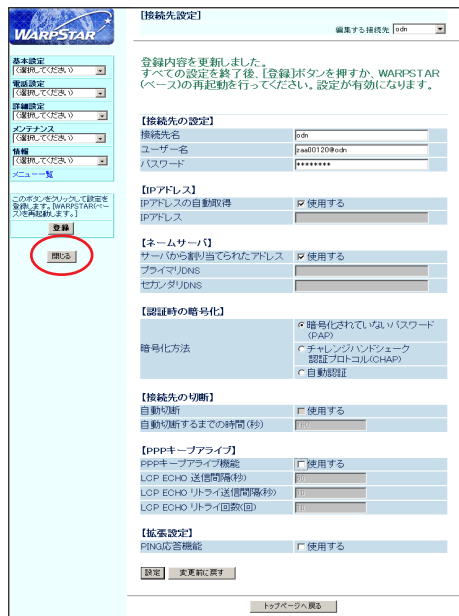 WARPSTAR
基本設定
(選択してください)
電話設定
(選択してください)
詳細設定
(選択してください)
メンテナンス
(選択してください)
情報
(選択してください)
メニュー一覧
このボタンをクリックして設定を
登録します。[WARPSTAR(ベー
ス)を再起動します。]
登録
閉じる
[接続先設定]
編集する接続先 odn
登録内容を更新しました。
すべての設定を終了後、[登録]ボタンを押すか、WARPSTAR
(ベース)の再起動を行ってください。設定が有効になります。
【接続先の設定】
接続先名 odn
ユーザー名 zaa00120@odn
パスワード ********
【IPアドレス】
IPアドレスの自動取得 使用する
IPアドレス
【ネームサーバ】
サーバから割り当てられたアドレス 使用する
プライマリDNS
セカンダリDNS
【認証時の暗号化】
暗号化方法
暗号化されていないパスワード
(PAP)
チャレンジハンドシェーク
認証プロトコル(CHAP)
自動認証
【接続先の切断】
自動切断 使用する
自動切断するまでの時間(秒)
【PPPキープアライブ】
PPPキープアライブ機能 使用する
LCP ECHO 送信間隔(秒)
LCP ECHO リトライ送信間隔(秒) 10
LCP ECHO リトライ回数(回) 10
【拡張設定】
PING応答機能 使用する
設定 変更前に戻す
トップページへ戻る